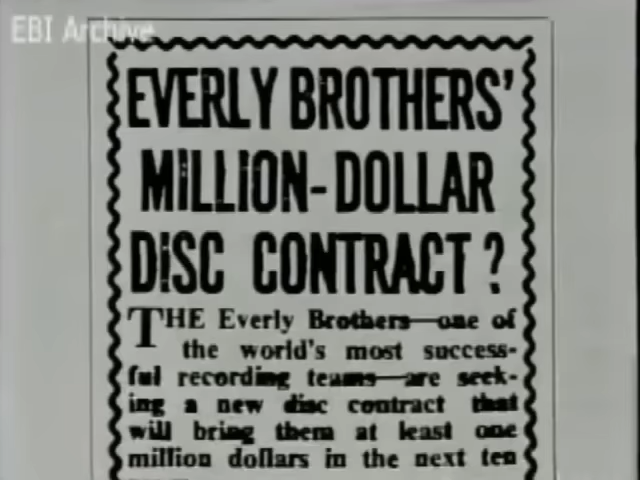 EBI Archive
EVERLY BROTHERS'
MILLION-DOLLAR
DISC CONTRACT?
THE Everly Brothers—one of
the world's most success-
ful recording teams—are seek-
ing a new disc contract that
will bring them at least one
million dollars in the next ten